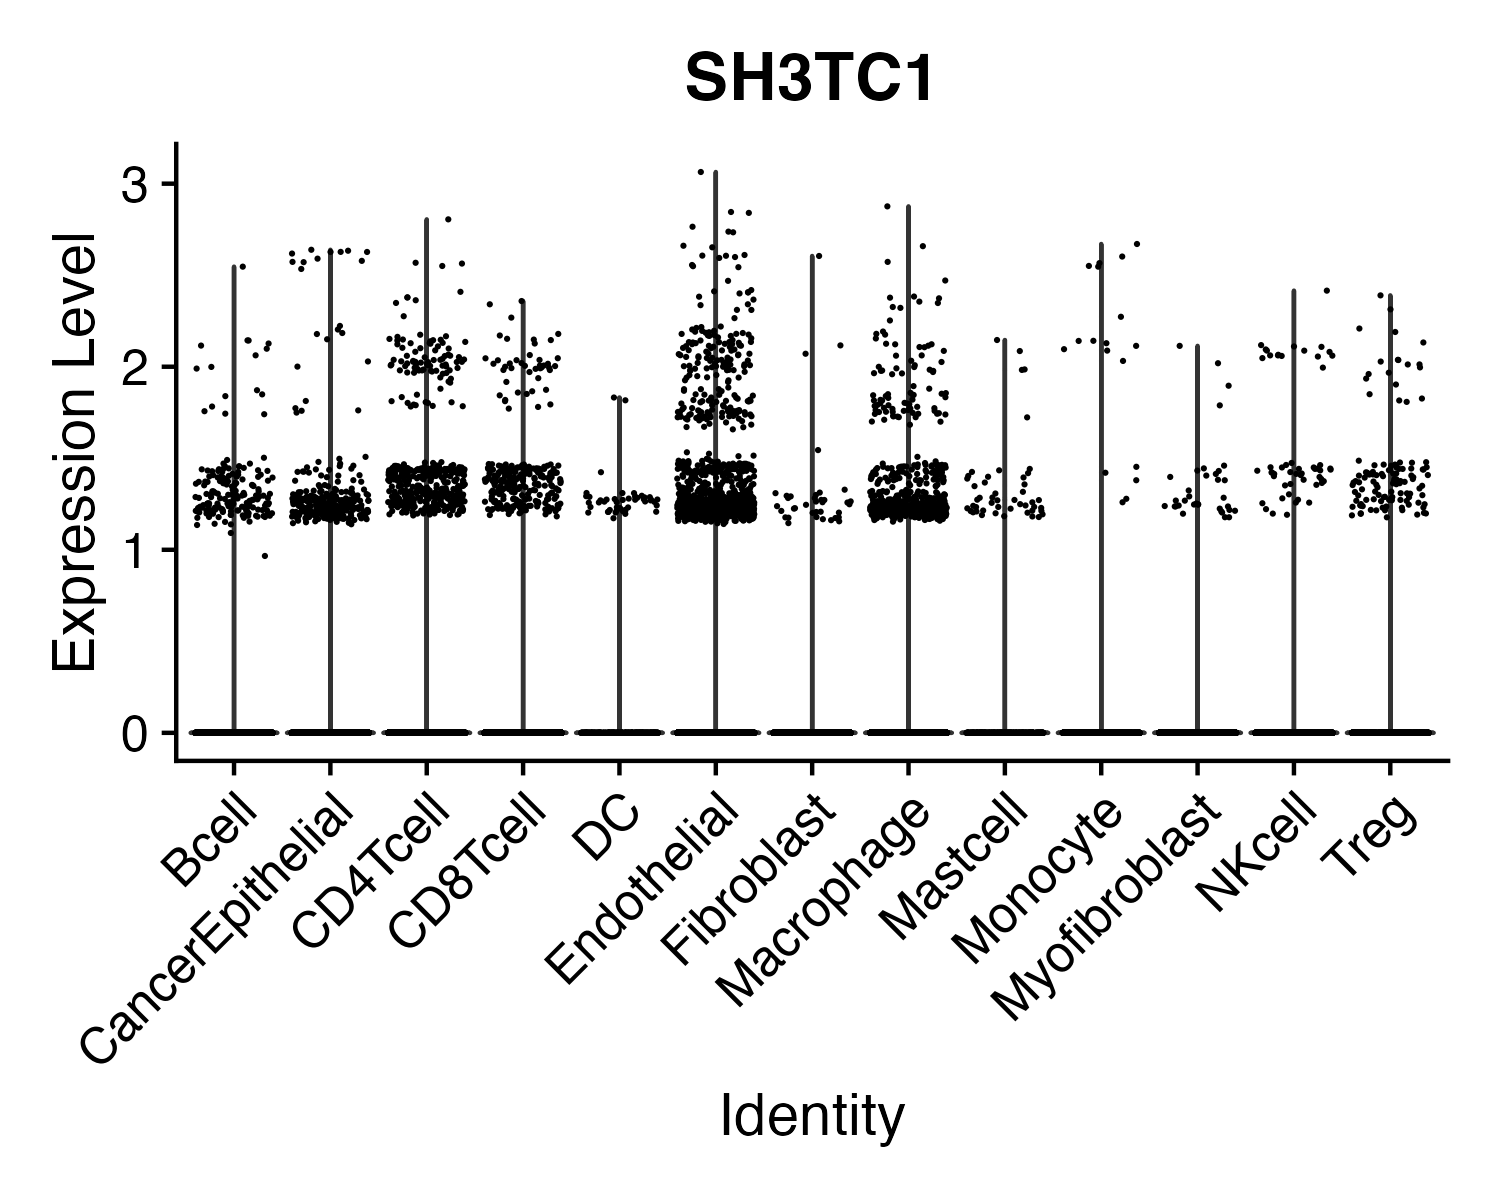 SH3TC1
Expression Level
3
2
1
0
Bcell
CancerEpithelial
CD4Tcell
CD8Tcell
DC
Endothelial
Fibroblast
Macrophage
Mastcell
Monocyte
Myofibroblast
NKcell
Treg
Identity